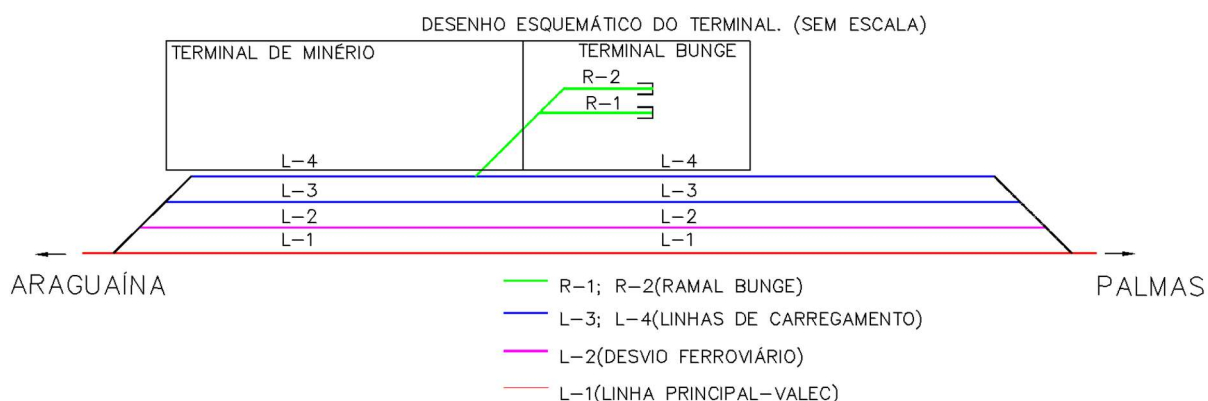 DESENHO ESQUEMÁTICO DO TERMINAL. (SEM ESCALA)
TERMINAL DE MINÉRIO
TERMINAL BUNGE
R-2
R-1
L-4
L-4
L-3
L-3
L-2
L-2
L-1
L-1
ARAGUAÍNA
PALMAS
R-1; R-2(RAMAL BUNGE)
L-3; L-4(LINHAS DE CARREGAMENTO)
L-2(DESVIO FERROVIÁRIO)
L-1(LINHA PRINCIPAL-VALEC)